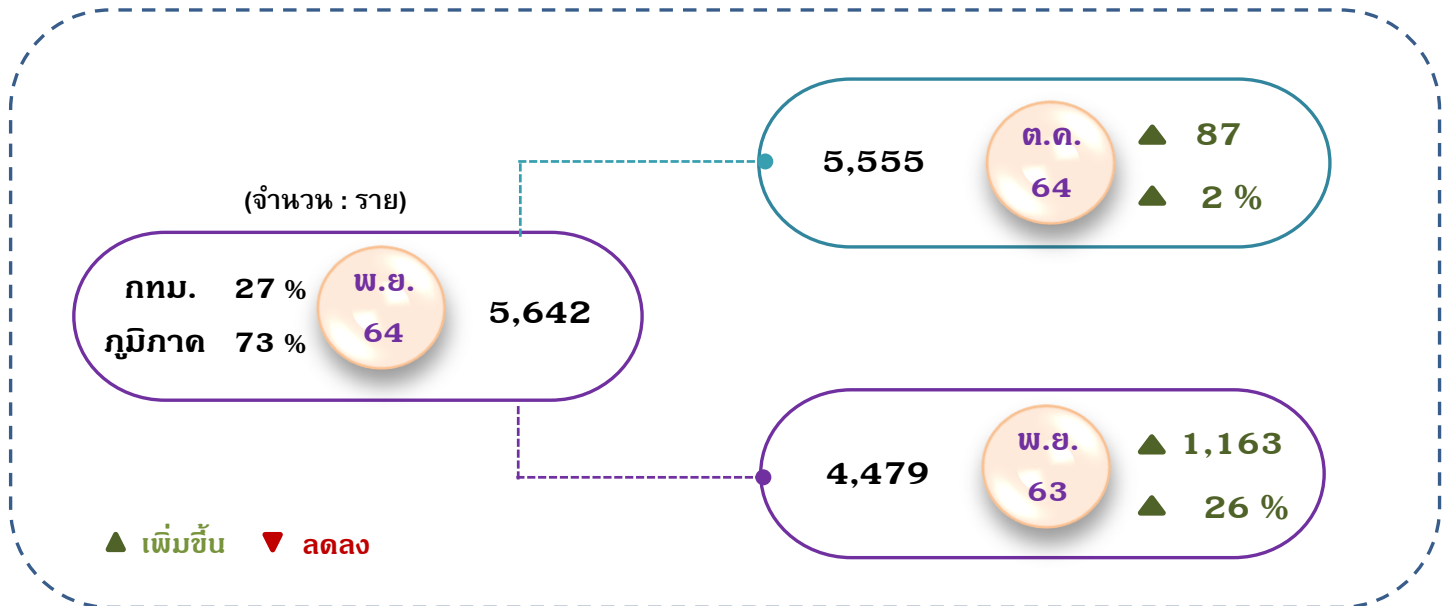 (จำนวน : ราย)
กทม. 27 %
ภูมิภาค 73 %
พ.ย.
64
5,642
5,555
ต.ค.
64
87
2 %
4,479
พ.ย.
63
1,163
26 %
เพิ่มขึ้น ลดลง